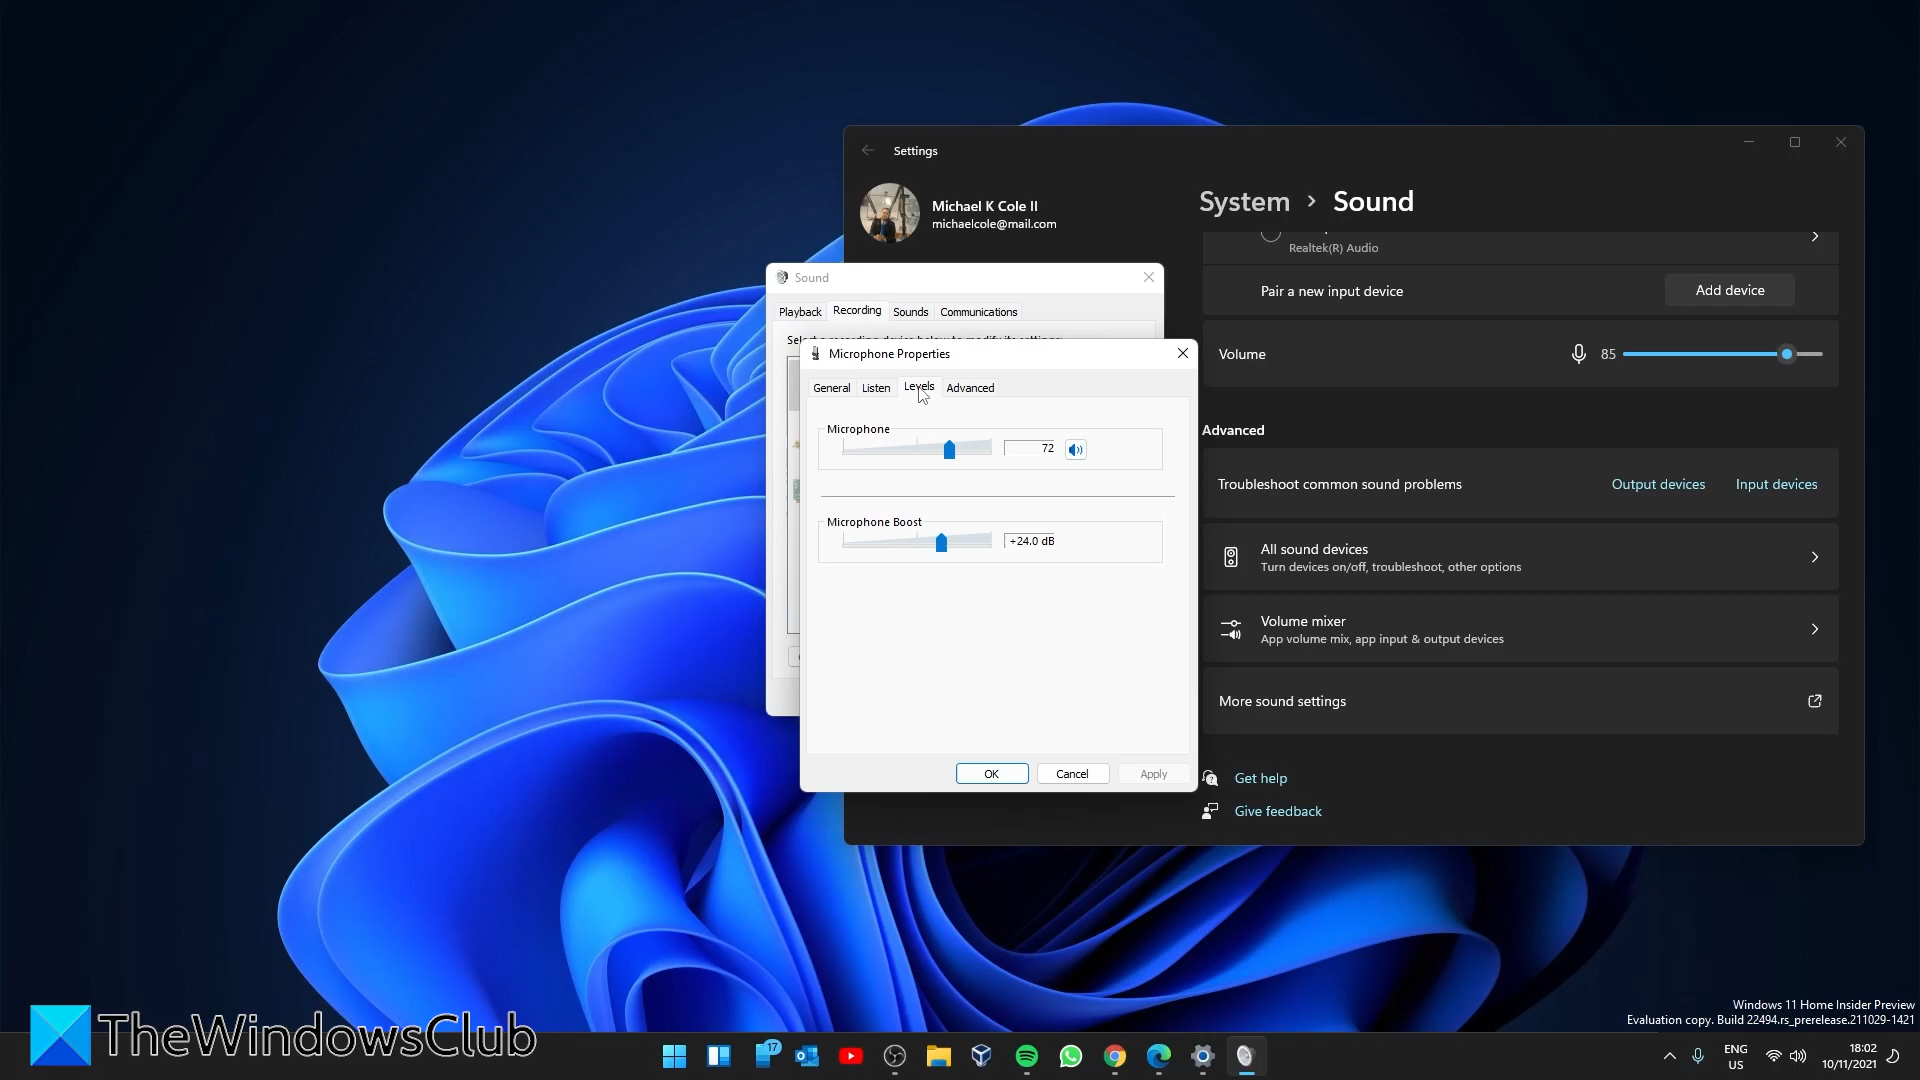 Settings
Michael K Cole II
michaelcole@mail.com
System > Sound
Realtek(R) Audio
Pair a new input device
Add device
Volume
85
Advanced
Troubleshoot common sound problems
Output devices
Input devices
All sound devices
Turn devices on/off, troubleshoot, other options
Volume mixer
App volume mix, app input & output devices
More sound settings
Get help
Give feedback
Sound
Playback
Recording
Sounds
Communications
Microphone Properties
General
Listen
Levels
Advanced
Microphone
72
Microphone Boost
+24.0 dB
OK
Cancel
Apply
Windows 11 Home Insider Preview
Evaluation copy. Build 22494.rs_prerelease.211029-1421
TheWindowsClub
17
ENG
US
18:02
10/11/2021